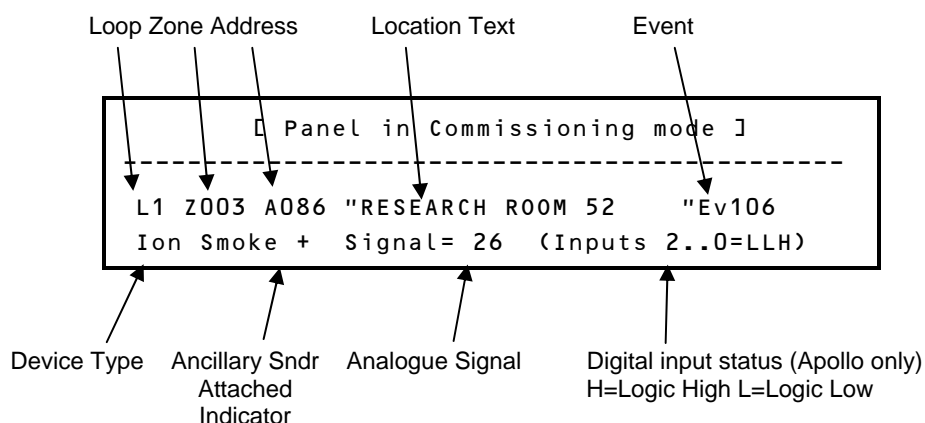 Loop Zone Address Location Text Event
[ Panel in Commissioning mode ]
------------------------------------------------
L1 Z003 A086 "RESEARCH ROOM 52 "Ev106
Ion Smoke + Signal= 26 (Inputs 2..0=LLH)
Device Type Ancillary Sndr Analogue Signal Digital input status (Apollo only)
Attached H=Logic High L=Logic Low
Indicator